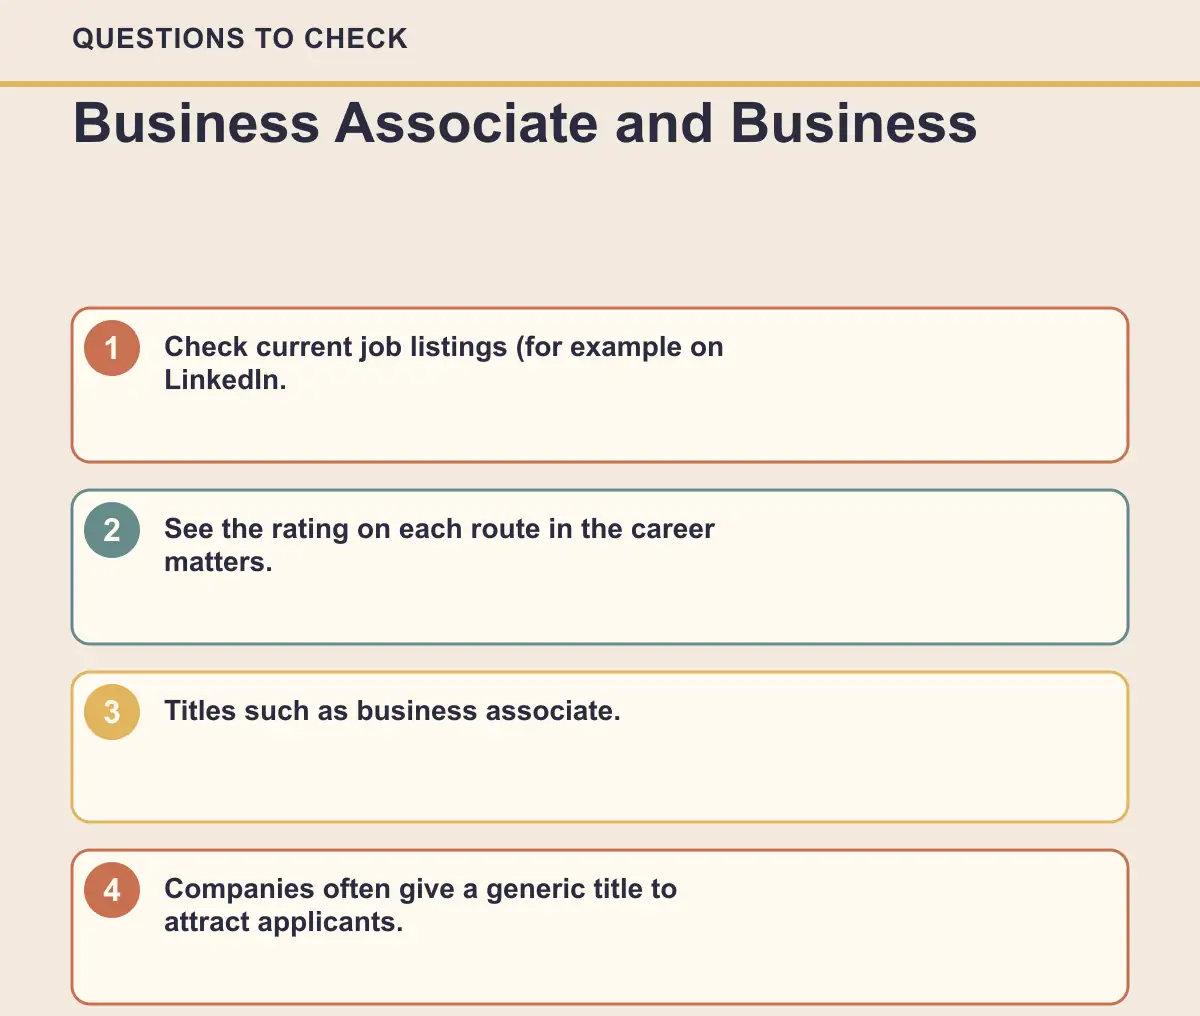 QUESTIONS TO CHECK
Business Associate and Business
1
Check current job listings (for example on
LinkedIn.
2
See the rating on each route in the career
matters.
3
Titles such as business associate.
4
Companies often give a generic title to
attract applicants.